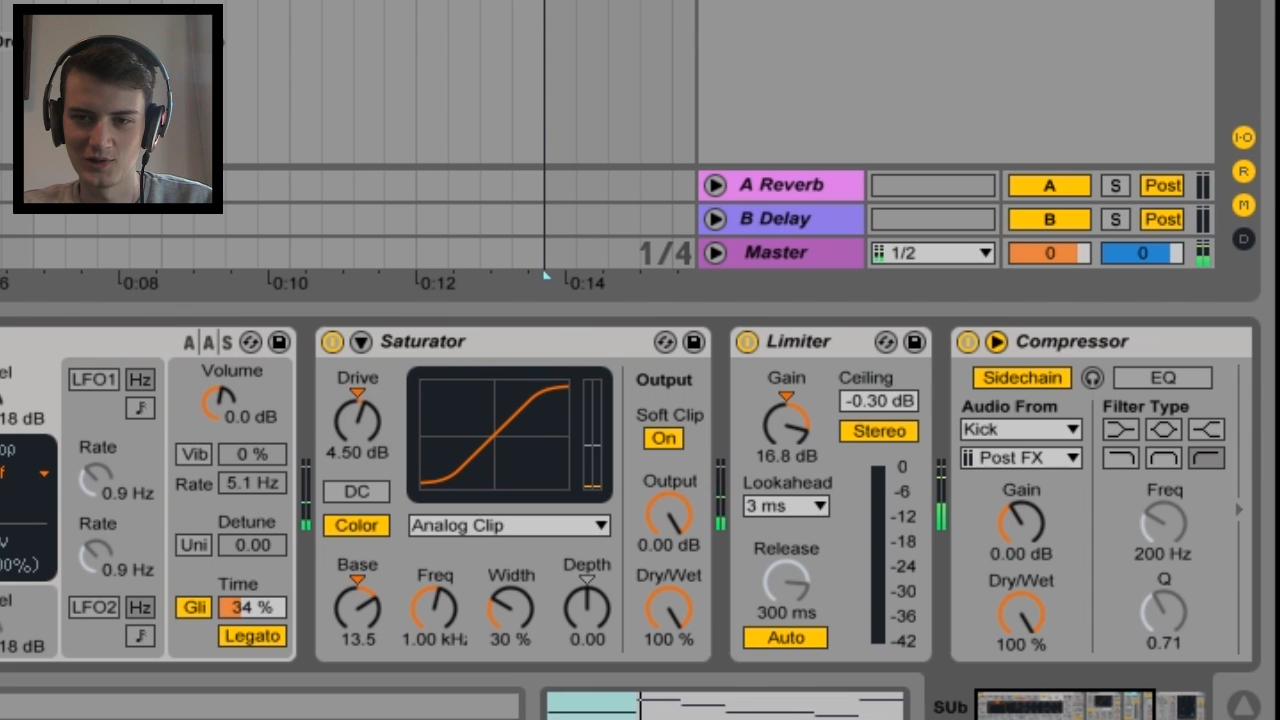 A Reverb
A
S
Post
B Delay
B
S
Post
1/4
Master
1/2
0
0
I-O
R
M
D
6
0:08
0:10
0:12
0:14
AAS
18 dB
LFO1
Hz
Rate
0.9 Hz
Rate
0.9 Hz
LFO2
Hz
18 dB
Volume
0.0 dB
Vib
0 %
Rate
5.1 Hz
Detune
Uni
0.00
Time
Gli
34 %
Legato
Saturator
Drive
4.50 dB
DC
Color
Analog Clip
Base
13.5
Freq
1.00 kHz
Width
30 %
Depth
0.00
Output
Soft Clip
On
Output
0.00 dB
Dry/Wet
100 %
Limiter
Gain
16.8 dB
Ceiling
-0.30 dB
Stereo
Lookahead
3 ms
Release
300 ms
Auto
0
-6
-12
-18
-24
-30
-36
-42
Compressor
Sidechain
EQ
Audio From
Kick
Post FX
Gain
0.00 dB
Dry/Wet
100 %
Filter Type
Freq
200 Hz
Q
0.71
SUb